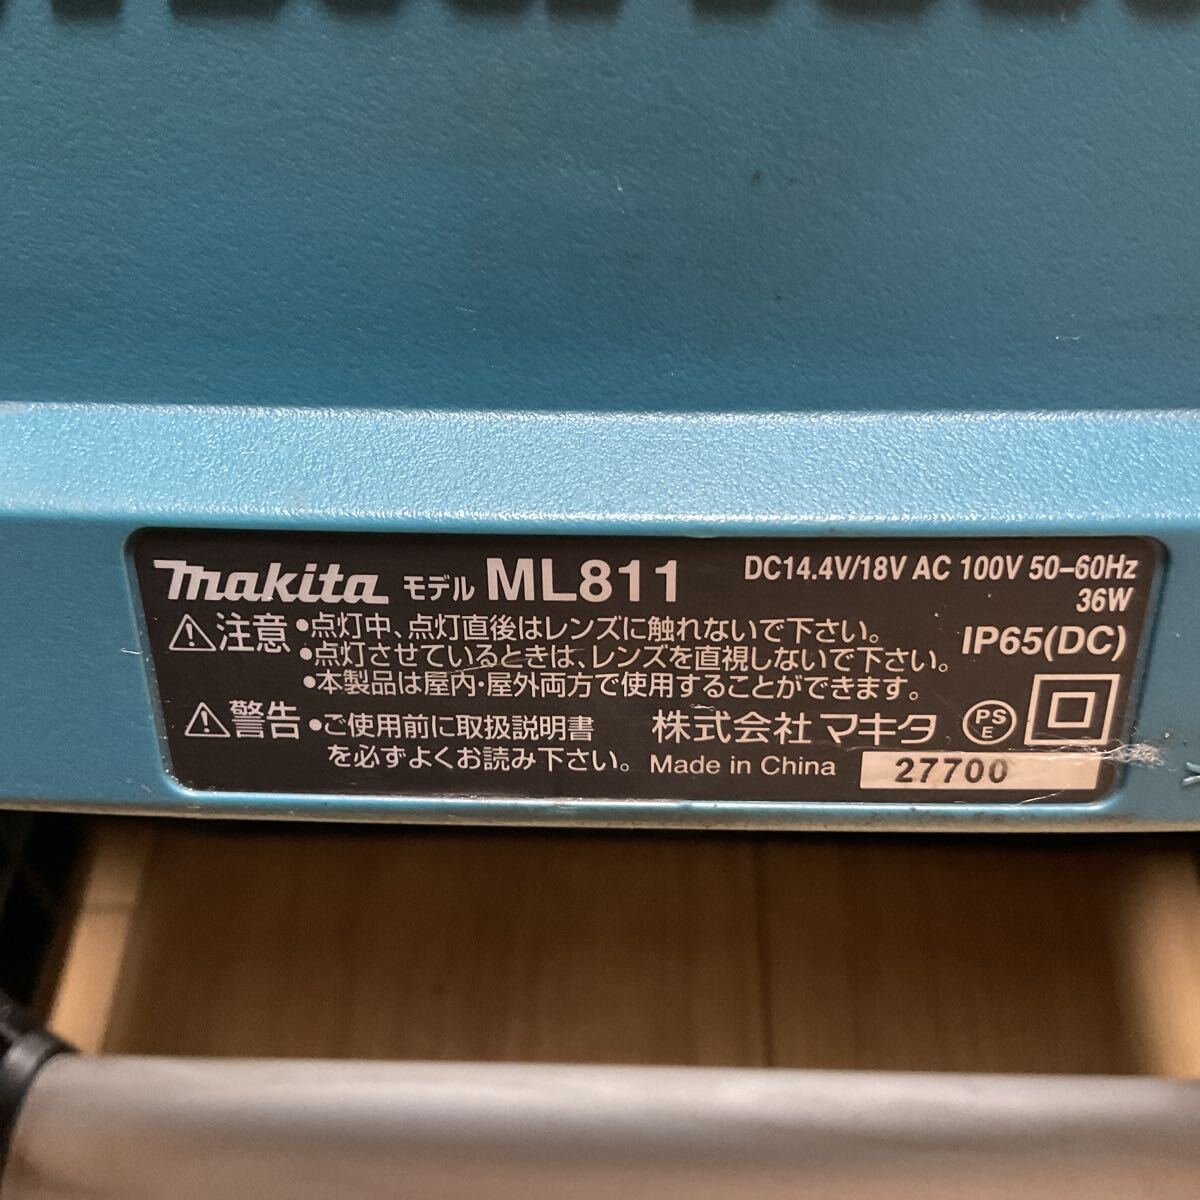 makita モデル ML811 DC14.4V/18V AC 100V 50-60Hz
36W
⚠注意 •点灯中、点灯直後はレンズに触れないで下さい。
•点灯させているときは、レンズを直視しないで下さい。
•本製品は屋内・屋外両方で使用することができます。
IP65(DC)
⚠警告 •ご使用前に取扱説明書
を必ずよくお読み下さい。
株式会社 マキタ
PS
E
Made in China
27700